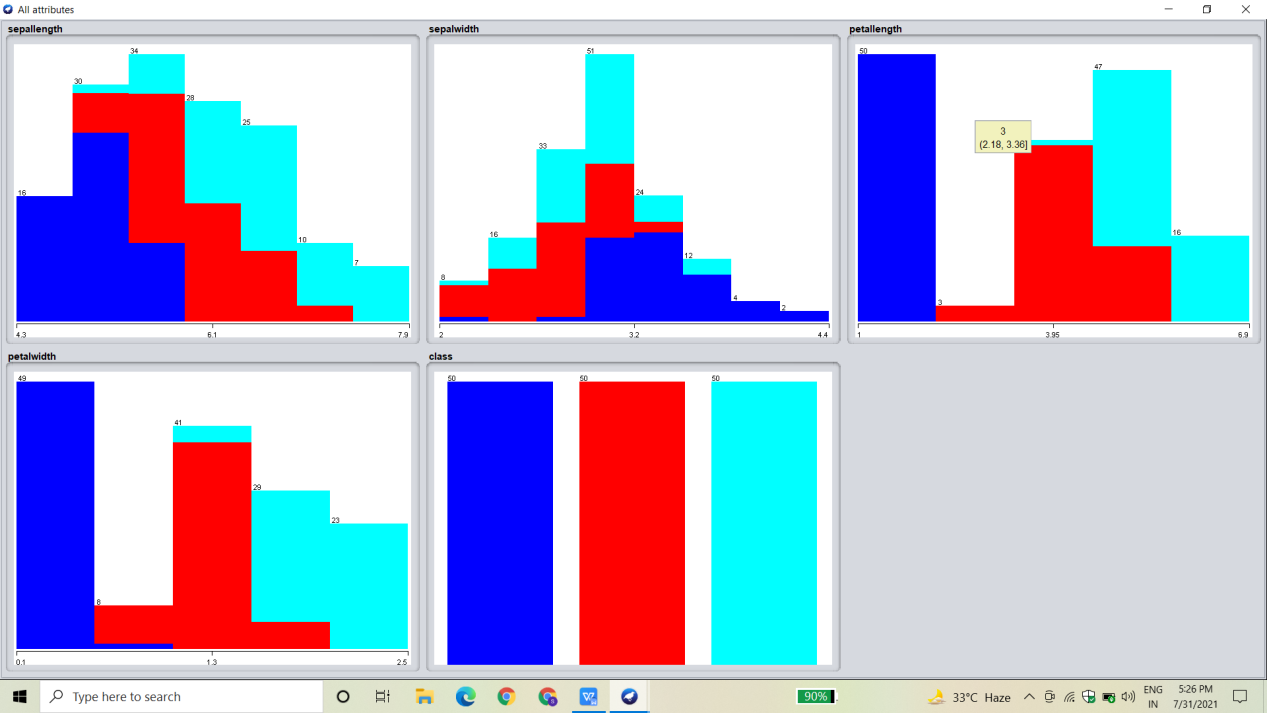 All attributes
sepallength
34
30
28
25
16
10
7
4.3 6.1 7.9
sepalwidth
51
33
24
16
12
8
4
2
2 3.2 4.4
petallength
50
47
3
(2.18, 3.36]
16
3
1 3.95 6.9
petalwidth
49
41
29
23
8
0.1 1.3 2.5
class
50 50 50
Type here to search
90%
33°C Haze
ENG
IN
5:26 PM
7/31/2021